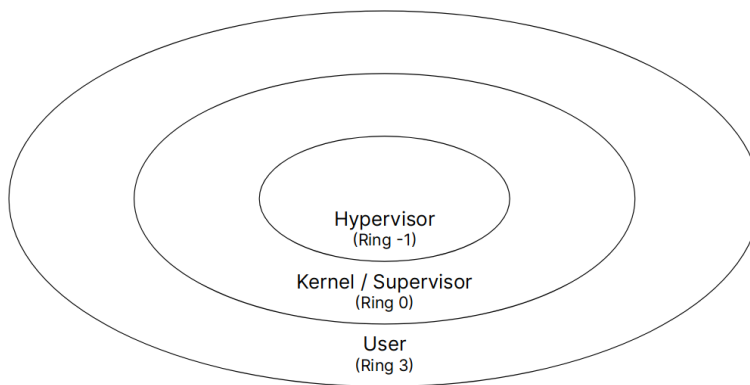 Hypervisor
(Ring -1)
Kernel / Supervisor
(Ring 0)
User
(Ring 3)